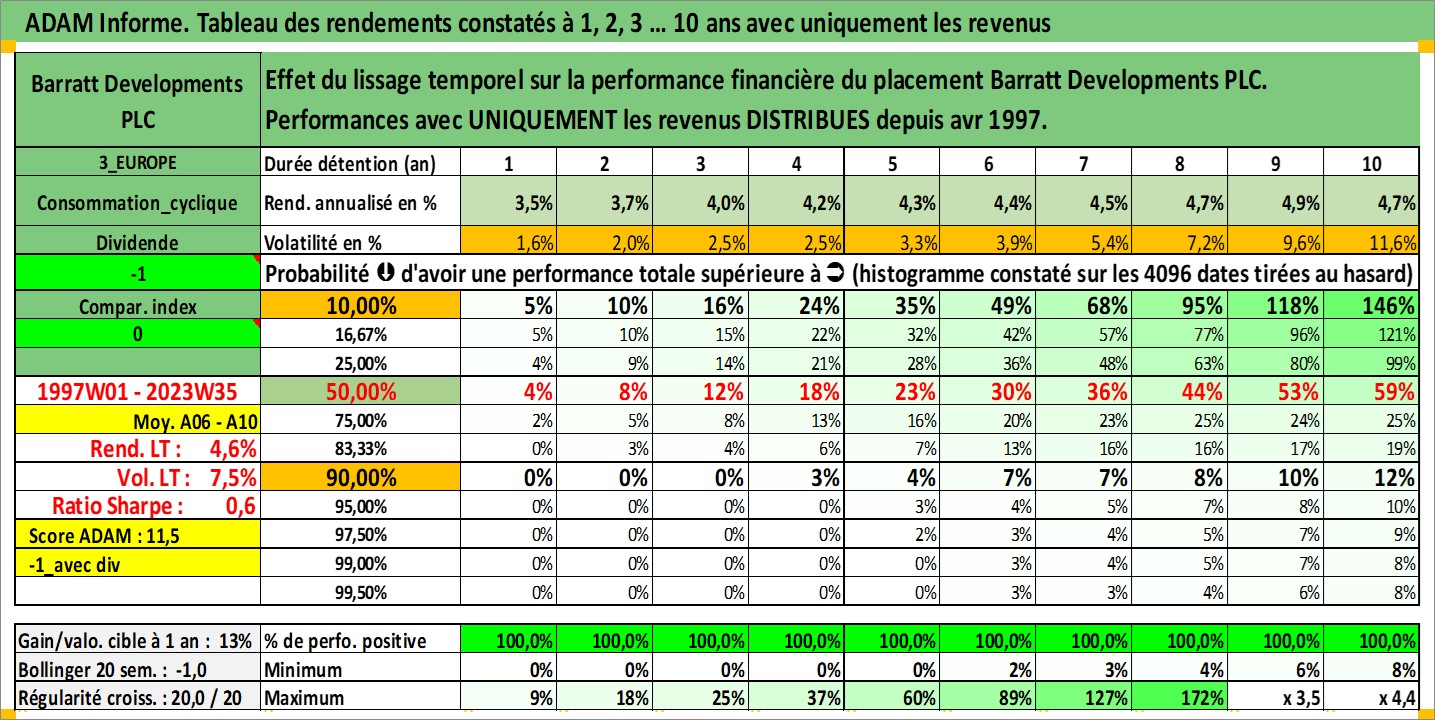 ADAM Informe. Tableau des rendements constatés à 1, 2, 3 ... 10 ans avec uniquement les revenus
Barratt Developments PLC
Effet du lissage temporel sur la performance financière du placement Barratt Developments PLC.
Performances avec UNIQUEMENT les revenus DISTRIBUES depuis avr 1997.
3_EUROPE Durée détention (an) 1 2 3 4 5 6 7 8 9 10
Consommation_cyclique Rend. annualisé en % 3,5% 3,7% 4,0% 4,2% 4,3% 4,4% 4,5% 4,7% 4,9% 4,7%
Dividende Volatilité en % 1,6% 2,0% 2,5% 2,5% 3,3% 3,9% 5,4% 7,2% 9,6% 11,6%
-1 Probabilité d'avoir une performance totale supérieure à (histogramme constaté sur les 4096 dates tirées au hasard)
Compar. index 10,00% 5% 10% 16% 24% 35% 49% 68% 95% 118% 146%
0 16,67% 5% 10% 15% 22% 32% 42% 57% 77% 96% 121%
25,00% 4% 9% 14% 21% 28% 36% 48% 63% 80% 99%
1997W01 - 2023W35 50,00% 4% 8% 12% 18% 23% 30% 36% 44% 53% 59%
Moy. A06 - A10 75,00% 2% 5% 8% 13% 16% 20% 23% 25% 24% 25%
Rend. LT : 4,6% 83,33% 0% 3% 4% 6% 7% 13% 16% 16% 17% 19%
Vol. LT : 7,5% 90,00% 0% 0% 0% 3% 4% 7% 7% 8% 10% 12%
Ratio Sharpe : 0,6 95,00% 0% 0% 0% 0% 3% 4% 5% 7% 8% 10%
Score ADAM : 11,5 97,50% 0% 0% 0% 0% 2% 3% 4% 5% 7% 9%
-1_avec div 99,00% 0% 0% 0% 0% 0% 3% 4% 5% 7% 8%
99,50% 0% 0% 0% 0% 0% 3% 3% 4% 6% 8%
Gain/valo. cible à 1 an : 13% % de perfo. positive 100,0% 100,0% 100,0% 100,0% 100,0% 100,0% 100,0% 100,0% 100,0% 100,0%
Bollinger 20 sem. : -1,0 Minimum 0% 0% 0% 0% 0% 2% 3% 4% 6% 8%
Régularité croiss. : 20,0 / 20 Maximum 9% 18% 25% 37% 60% 89% 127% 172% x 3,5 x 4,4